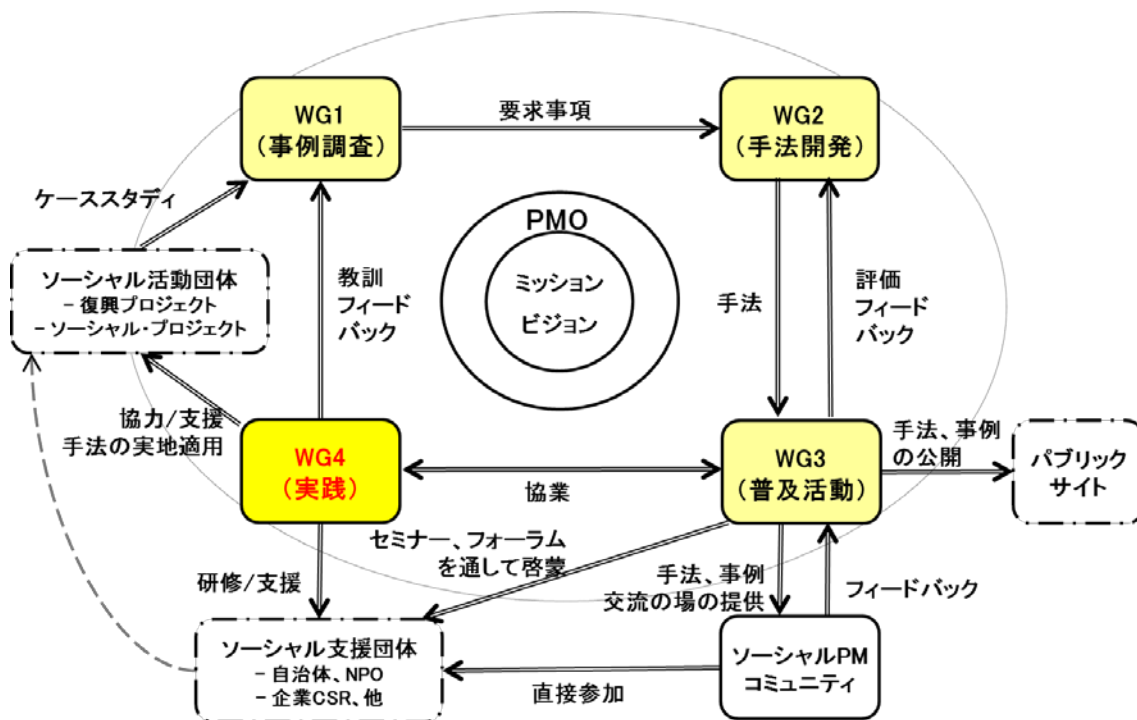 WG1
（事例調査）
要求事項
WG2
（手法開発）
ケーススタディ
PMO
ミッション
ビジョン
ソーシャル活動団体
− 復興プロジェクト
−ソーシャル・プロジェクト
教訓
フィード
バック
手法
評価
フィード
バック
協力/支援
手法の実地適用
WG4
（実践）
協業
WG3
（普及活動）
手法、事例
の公開
パブリック
サイト
セミナー、フォーラム
を通して啓蒙
研修/支援
手法、事例
交流の場の提供
フィードバック
ソーシャル支援団体
− 自治体、NPO
− 企業CSR、他
直接参加
ソーシャルPM
コミュニティ